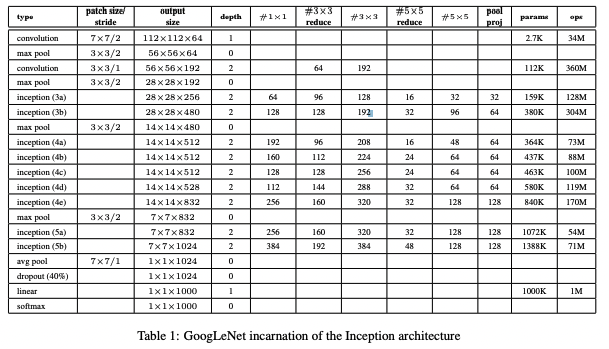 type patch size/ stride output size depth #1×1 #3×3 reduce #3×3 #5×5 reduce #5×5 pool proj params ops
convolution 7×7/2 112×112×64 1 2.7K 34M
max pool 3×3/2 56×56×64 0
convolution 3×3/1 56×56×192 2 64 192 112K 360M
max pool 3×3/2 28×28×192 0
inception (3a) 28×28×256 2 64 96 128 16 32 32 159K 128M
inception (3b) 28×28×480 2 128 128 192 32 96 64 380K 304M
max pool 3×3/2 14×14×480 0
inception (4a) 14×14×512 2 192 96 208 16 48 64 364K 73M
inception (4b) 14×14×512 2 160 112 224 24 64 64 437K 88M
inception (4c) 14×14×512 2 128 128 256 24 64 64 463K 100M
inception (4d) 14×14×528 2 112 144 288 32 64 64 580K 119M
inception (4e) 14×14×832 2 256 160 320 32 128 128 840K 170M
max pool 3×3/2 7×7×832 0
inception (5a) 7×7×832 2 256 160 320 32 128 128 1072K 54M
inception (5b) 7×7×1024 2 384 192 384 48 128 128 1388K 71M
avg pool 7×7/1 1×1×1024 0
dropout (40%) 1×1×1024 0
linear 1×1×1000 1 1000K 1M
softmax 1×1×1000 0
Table 1: GoogLeNet incarnation of the Inception architecture